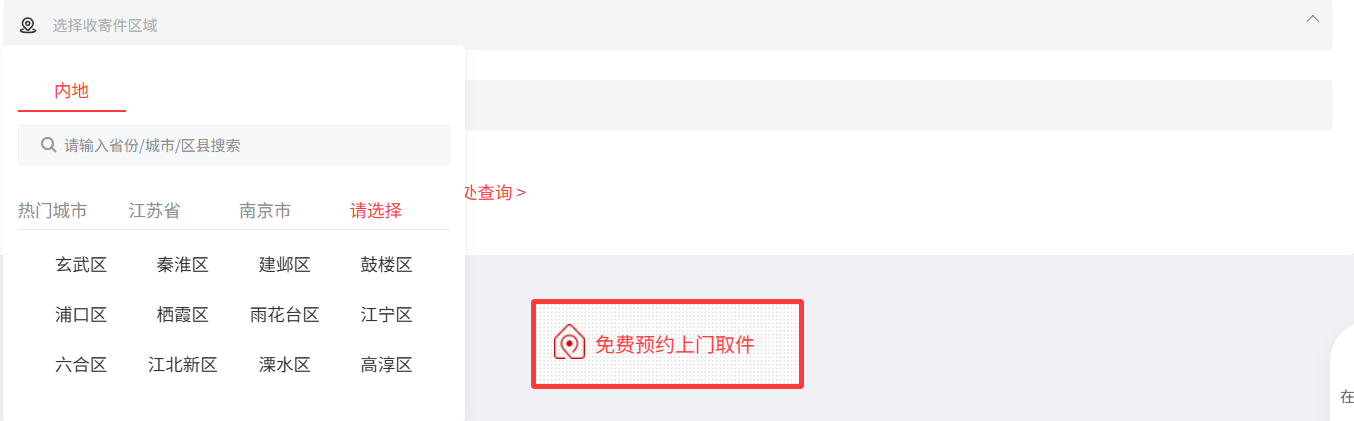 选择收寄件区域
内地
请输入省份/城市/区县搜索
处查询 >
热门城市 江苏省 南京市 请选择
玄武区 秦淮区 建邺区 鼓楼区
浦口区 栖霞区 雨花台区 江宁区
六合区 江北新区 溧水区 高淳区
免费预约上门取件
在